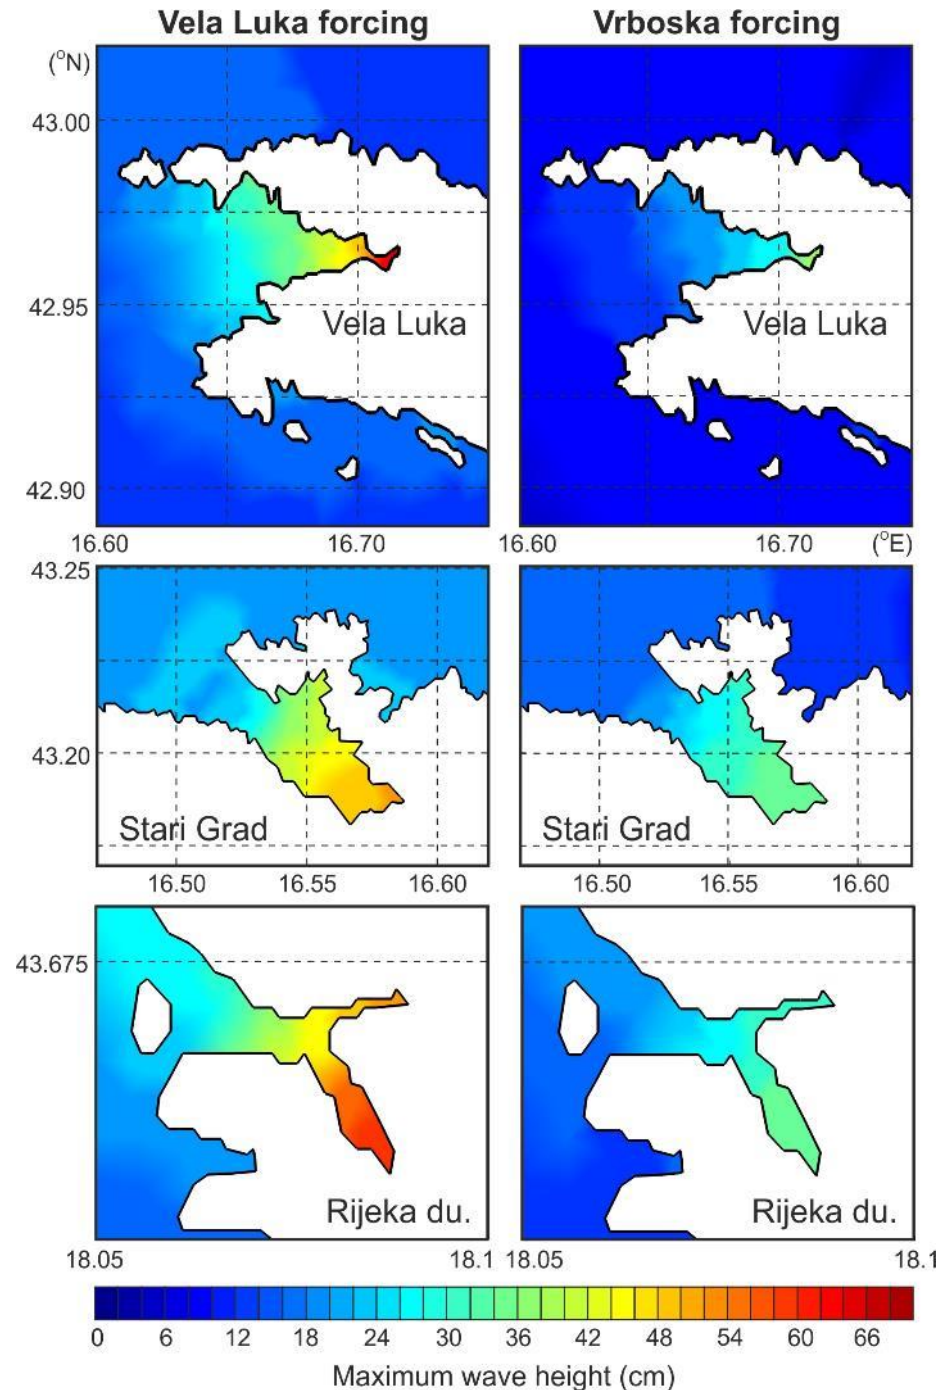 Vela Luka forcing Vrboska forcing
(°N)
43.00
42.95
Vela Luka Vela Luka
42.90
16.60 16.70 16.60 16.70 (°E)
43.25
43.20
Stari Grad Stari Grad
16.50 16.55 16.60 16.50 16.55 16.60
43.675
Rijeka du. Rijeka du.
18.05 18.1 18.05 18.1
0 6 12 18 24 30 36 42 48 54 60 66
Maximum wave height (cm)